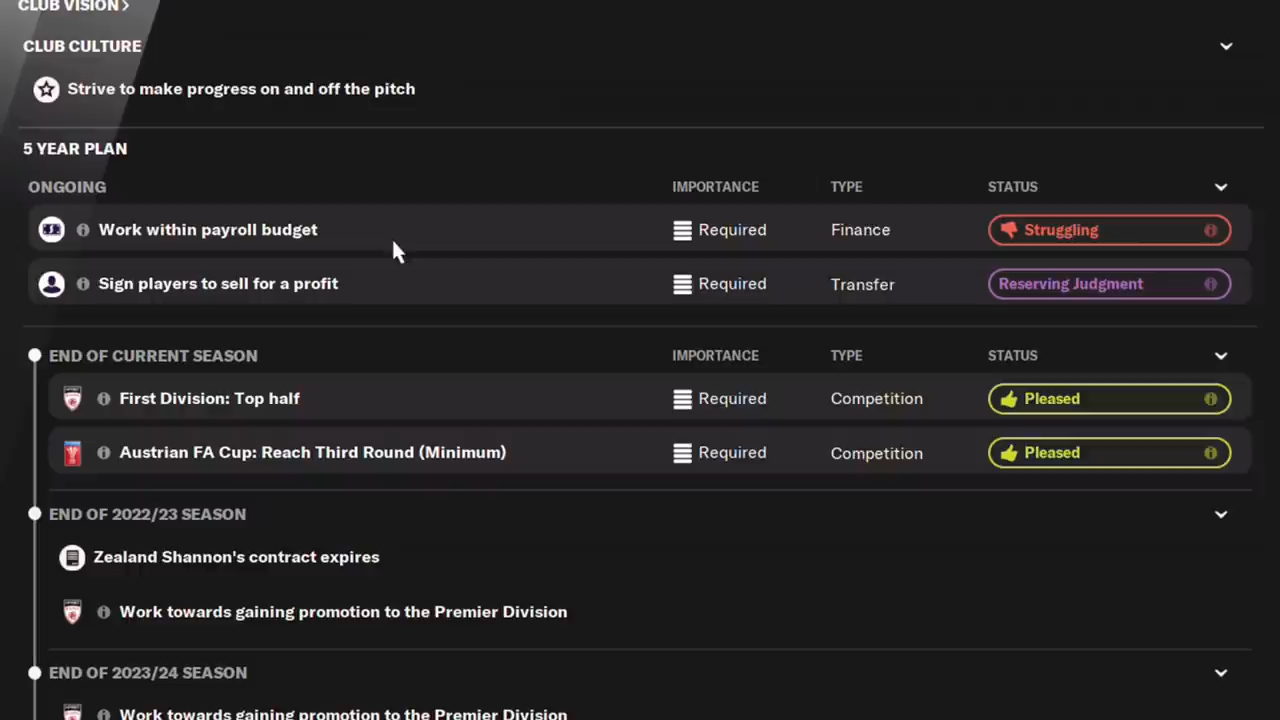 CLUB VISION >
CLUB CULTURE
Strive to make progress on and off the pitch
5 YEAR PLAN
ONGOING IMPORTANCE TYPE STATUS
Work within payroll budget Required Finance Struggling
Sign players to sell for a profit Required Transfer Reserving Judgment
END OF CURRENT SEASON IMPORTANCE TYPE STATUS
First Division: Top half Required Competition Pleased
Austrian FA Cup: Reach Third Round (Minimum) Required Competition Pleased
END OF 2022/23 SEASON
Zealand Shannon's contract expires
Work towards gaining promotion to the Premier Division
END OF 2023/24 SEASON
Work towards gaining promotion to the Premier Division